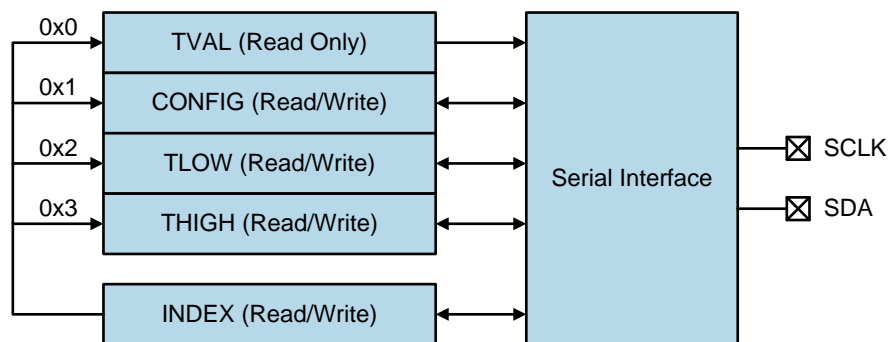 0x0
TVAL (Read Only)
0x1
CONFIG (Read/Write)
0x2
TLOW (Read/Write)
0x3
THIGH (Read/Write)
INDEX (Read/Write)
Serial Interface
SCLK
SDA